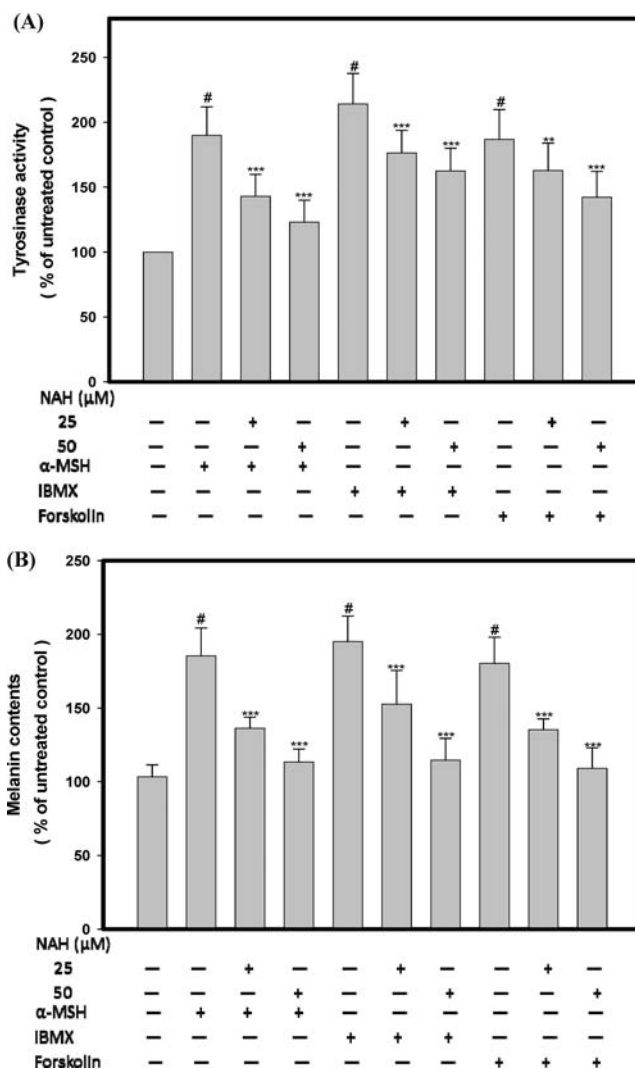 (A)
Tyrosinase activity
( % of untreated control )
250
200
150
100
50
0
# *** *** # *** *** # ** ***
NAH (μM)
25 — — + — — + — — + —
50 — — — + — — + — — +
α-MSH — + + + — — — — — —
IBMX — — — — + + + — — —
Forskolin — — — — — — — + + +
(B)
Melanin contents
( % of untreated control )
250
200
150
100
50
0
# *** *** # *** *** # *** ***
NAH (μM)
25 — — + — — + — — + —
50 — — — + — — + — — +
α-MSH — + + + — — — — — —
IBMX — — — — + + + — — —
Forskolin — — — — — — — + + +